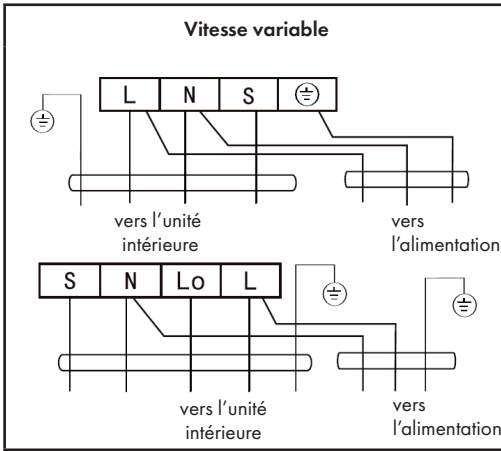 Vitesse variable
L N S
vers l'unité
intérieure
vers
l'alimentation
S N Lo L
vers l'unité
intérieure
vers
l'alimentation